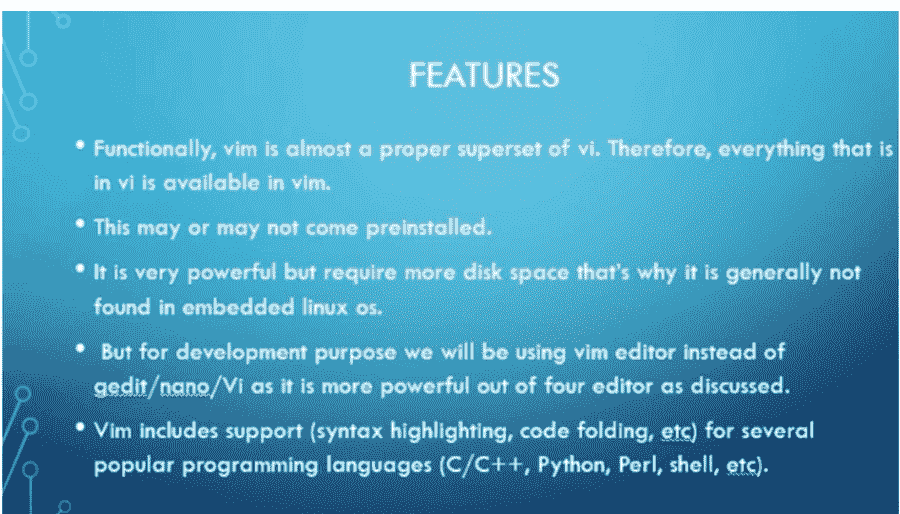 FEATURES
• Functionally, vim is almost a proper superset of vi. Therefore, everything that is
in vi is available in vim.
• This may or may not come preinstalled.
• It is very powerful but require more disk space that's why it is generally not
found in embedded linux os.
• But for development purpose we will be using vim editor instead of
gedit/nano/Vi as it is more powerful out of four editor as discussed.
• Vim includes support (syntax highlighting, code folding, etc) for several
popular programming languages (C/C++, Python, Perl, shell, etc).